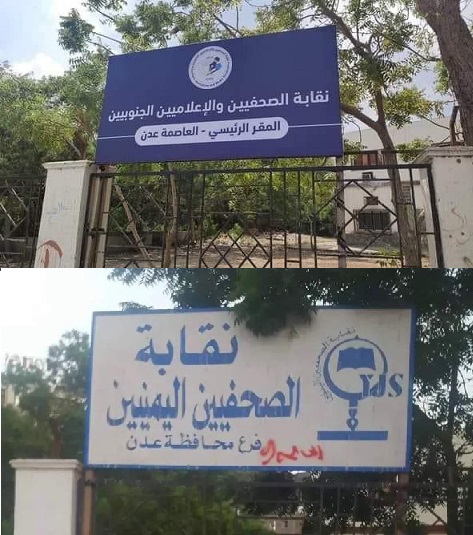 نقابة الصحفيين والإعلاميين الجنوبيين
المقر الرئيسي - العاصمة عدن
نقابة
الصحفيين اليمنيين
فرع محافظة عدن
YJS